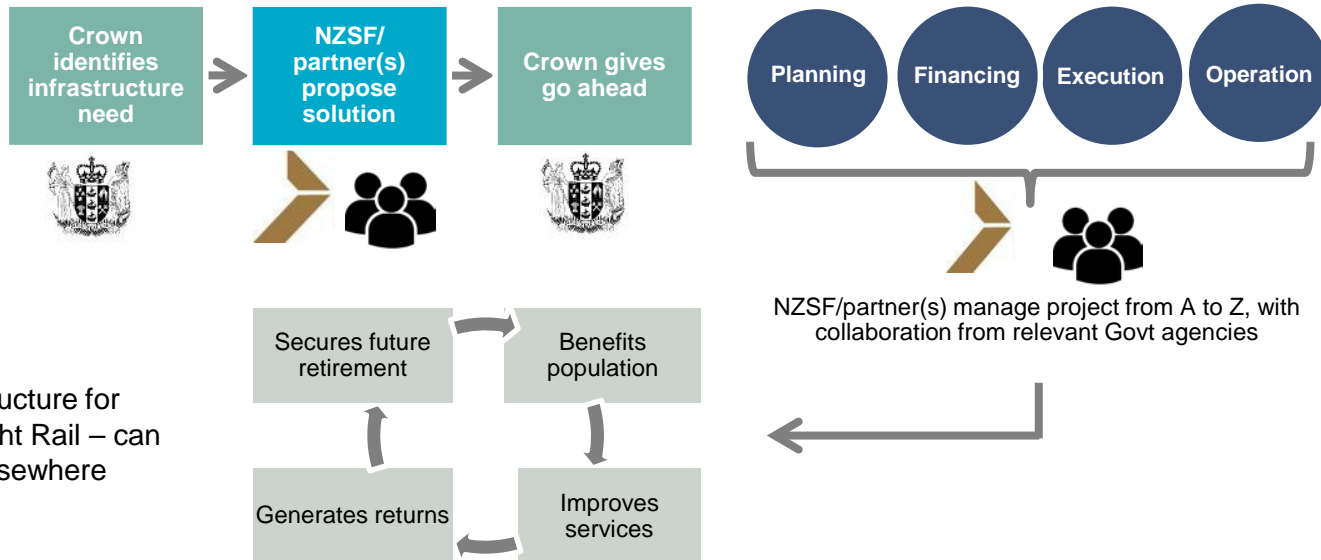 Crown
identifies
infrastructure
need
NZSF/
partner(s)
propose
solution
Crown gives
go ahead
Planning
Financing
Execution
Operation
NZSF/partner(s) manage project from A to Z, with
collaboration from relevant Govt agencies
Secures future
retirement
Benefits
population
Improves
services
Generates returns
ucture for
ht Rail – can
sewhere